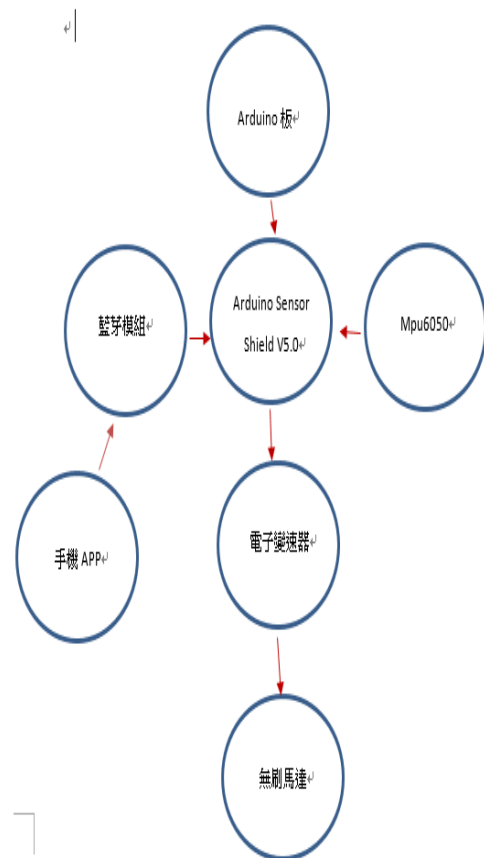 Arduino 板
Arduino Sensor
Shield V5.0
藍芽模組
Mpu6050
手機 APP
電子變速器
無刷馬達